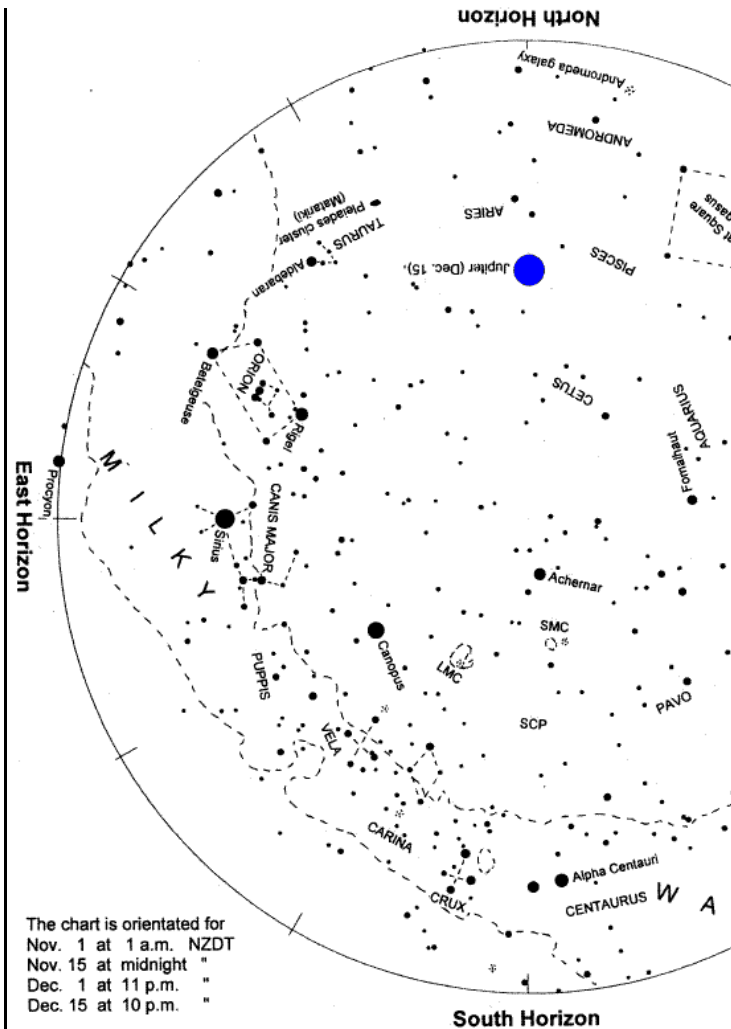 North Horizon
Andromeda galaxy
ANDROMEDA
Pleiades cluster
(Matariki)
TAURUS
ARIES
at Square
gasus
Aldebaran
Jupiter (Dec. 15).
PISCES
ORION
Betelgeuse
CETUS
Rigel
AQUARIUS
Fomalhaut
East Horizon
Procyon
MILKY
Sirius
CANIS MAJOR
Achernar
SMC
Canopus
LMC
PUPPIS
PAVO
SCP
VELA
CARINA
Alpha Centauri
CRUX
CENTAURUS
W A
The chart is orientated for
Nov. 1 at 1 a.m. NZDT
Nov. 15 at midnight "
Dec. 1 at 11 p.m. "
Dec. 15 at 10 p.m. "
South Horizon